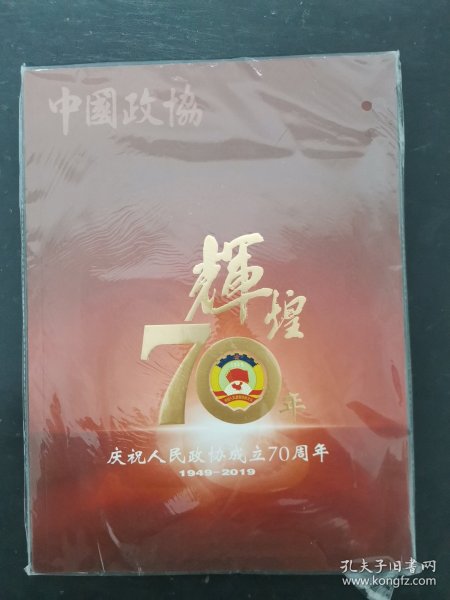 中國政協
輝煌
70年
庆祝人民政协成立70周年
1949-2019
孔夫子旧书网
www.kongfz.com